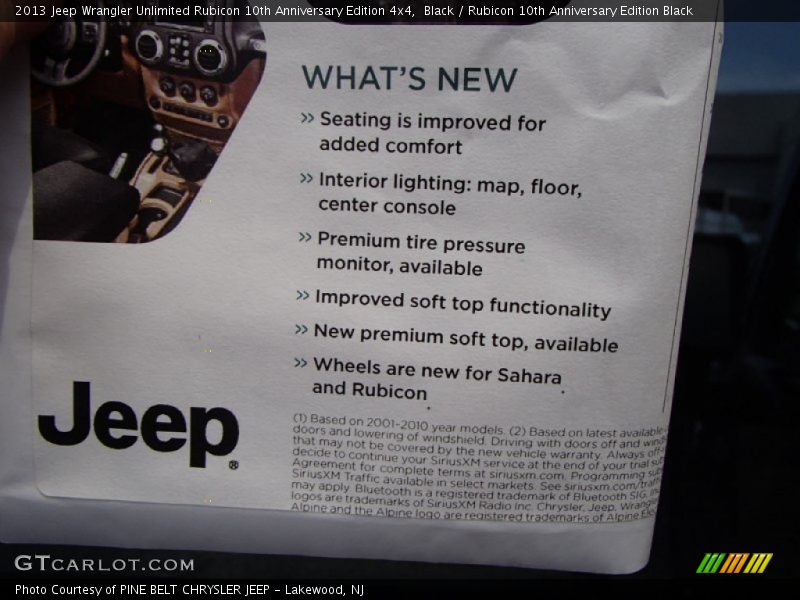 2013 Jeep Wrangler Unlimited Rubicon 10th Anniversary Edition 4x4,  Black / Rubicon 10th Anniversary Edition Black
WHAT'S NEW
>> Seating is improved for
added comfort
>> Interior lighting: map, floor,
center console
>> Premium tire pressure
monitor, available
>> Improved soft top functionality
>> New premium soft top, available
>> Wheels are new for Sahara
and Rubicon
Jeep®
(1) Based on 2001-2010 year models. (2) Based on latest available
doors and lowering of windshield. Driving with doors off and
that may not be covered by the new vehicle warranty. Always
decide to continue your SiriusXM service at the end of your trial
Agreement for complete terms at siriusxm.com. Programming
SiriusXM Traffic available in select markets. See
may apply. Bluetooth is a registered trademark of Bluetooth SIG,
logos are trademarks of SiriusXM Radio Inc. Chrysler, Jeep,
Alpine and the Alpine logo are registered trademarks of Alpine
GTCARLOT.COM
Photo Courtesy of PINE BELT CHRYSLER JEEP - Lakewood, NJ